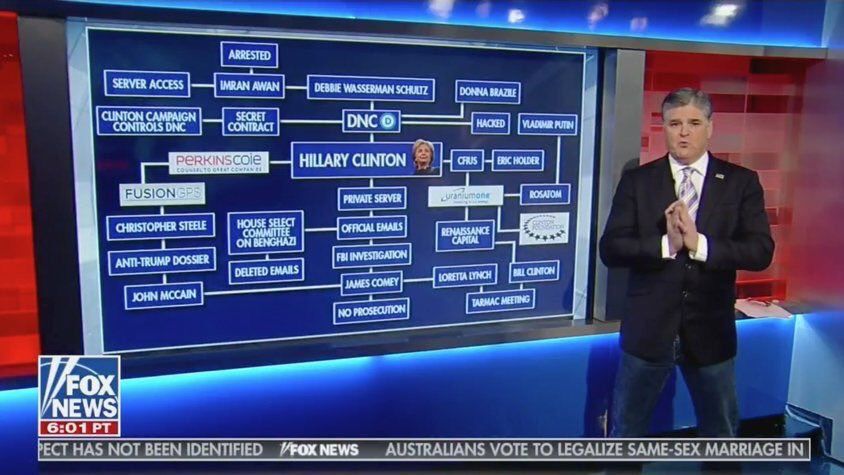 ARRESTED
SERVER ACCESS
IMRAN AWAN
DEBBIE WASSERMAN SCHULTZ
DONNA BRAZILE
CLINTON CAMPAIGN
CONTROLS DNC
SECRET
CONTRACT
DNC D
HACKED
VLADIMIR PUTIN
PERKINSCOIE
COUNSEL TO GREAT COMPANIES
HILLARY CLINTON
CFIUS
ERIC HOLDER
FUSIONGPS
PRIVATE SERVER
uraniumone
ROSATOM
CHRISTOPHER STEELE
HOUSE SELECT
COMMITTEE
ON BENGHAZI
OFFICIAL EMAILS
RENAISSANCE
CAPITAL
CLINTON
FOUNDATION
ANTI-TRUMP DOSSIER
DELETED EMAILS
FBI INVESTIGATION
LORETTA LYNCH
BILL CLINTON
JOHN MCCAIN
JAMES COMEY
TARMAC MEETING
NO PROSECUTION
FOX
NEWS
6:01 PT
PECT HAS NOT BEEN IDENTIFIED FOX NEWS AUSTRALIANS VOTE TO LEGALIZE SAME-SEX MARRIAGE IN